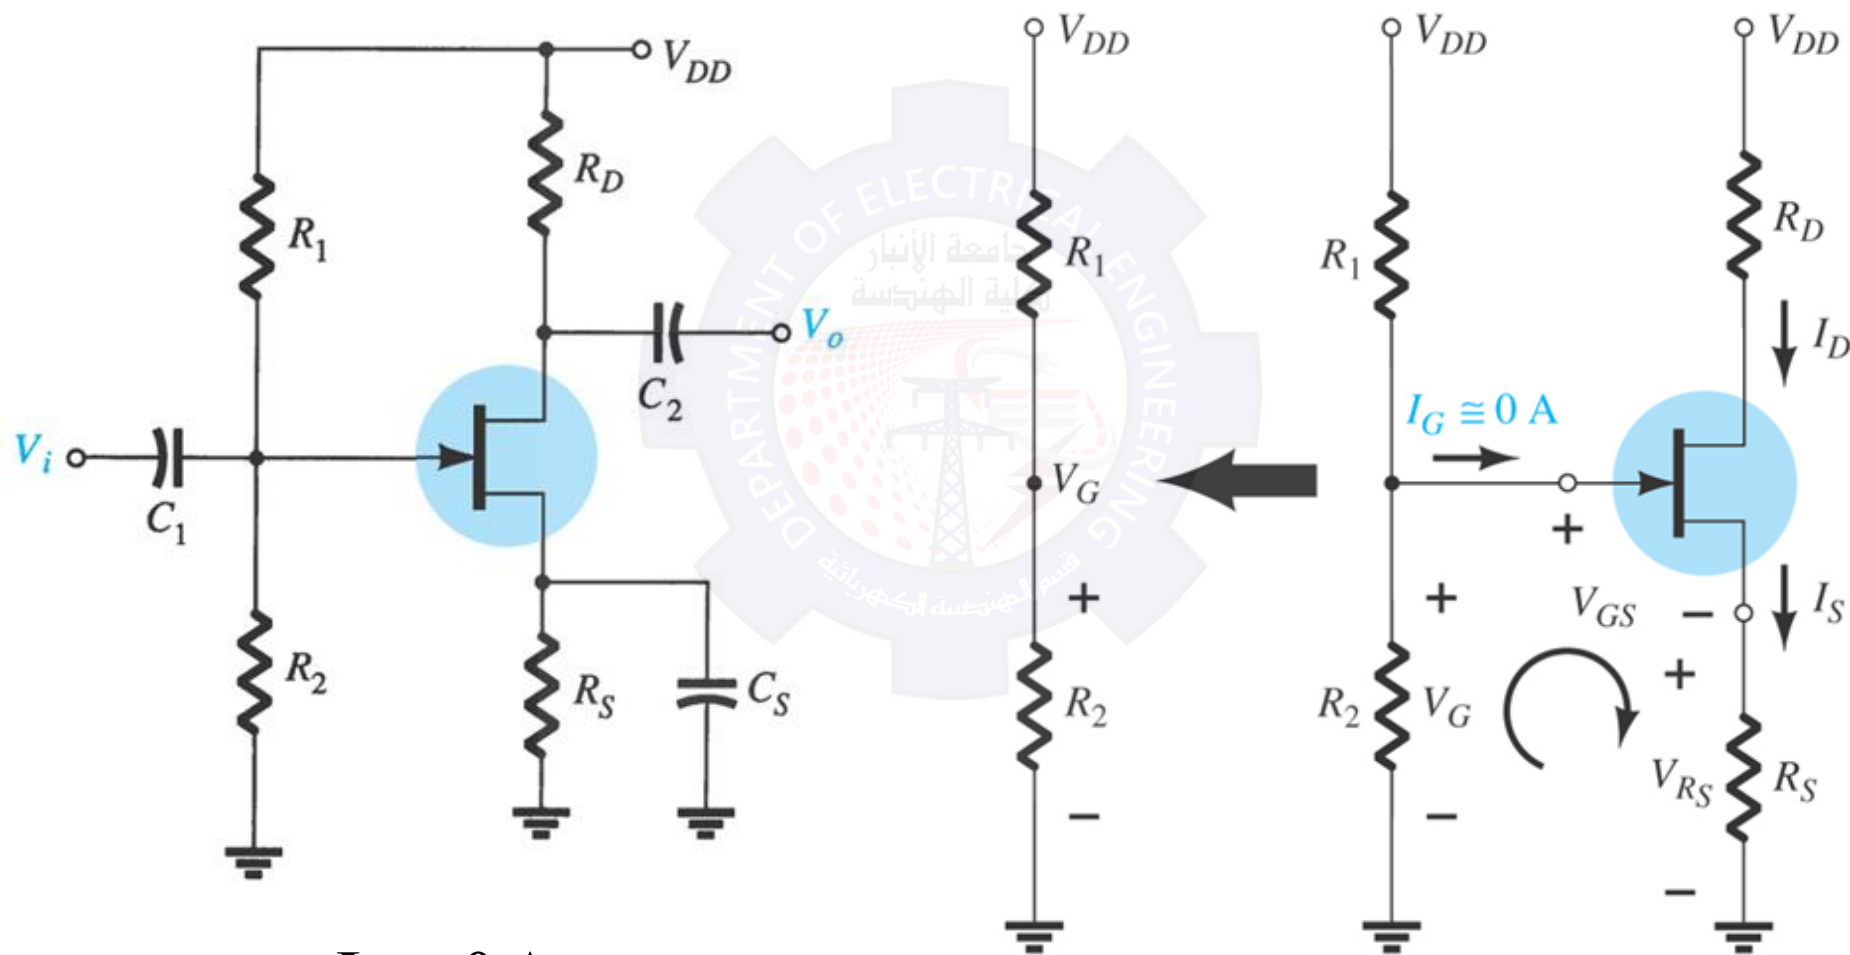 V_DD
R_D
R_1
V_o
C_2
V_i
C_1
R_2
R_S
C_S
V_DD
R_1
V_G
+
R_2
−
V_DD
V_DD
R_1
R_D
I_D
I_G ≅ 0 A
+
V_GS
−
I_S
+
R_2
V_G
−
+
V_RS
R_S
−
DEPARTMENT OF ELECTRICAL ENGINEERING
جامعة الأنبار
كلية الهندسة
قسم الهندسة الكهربائية